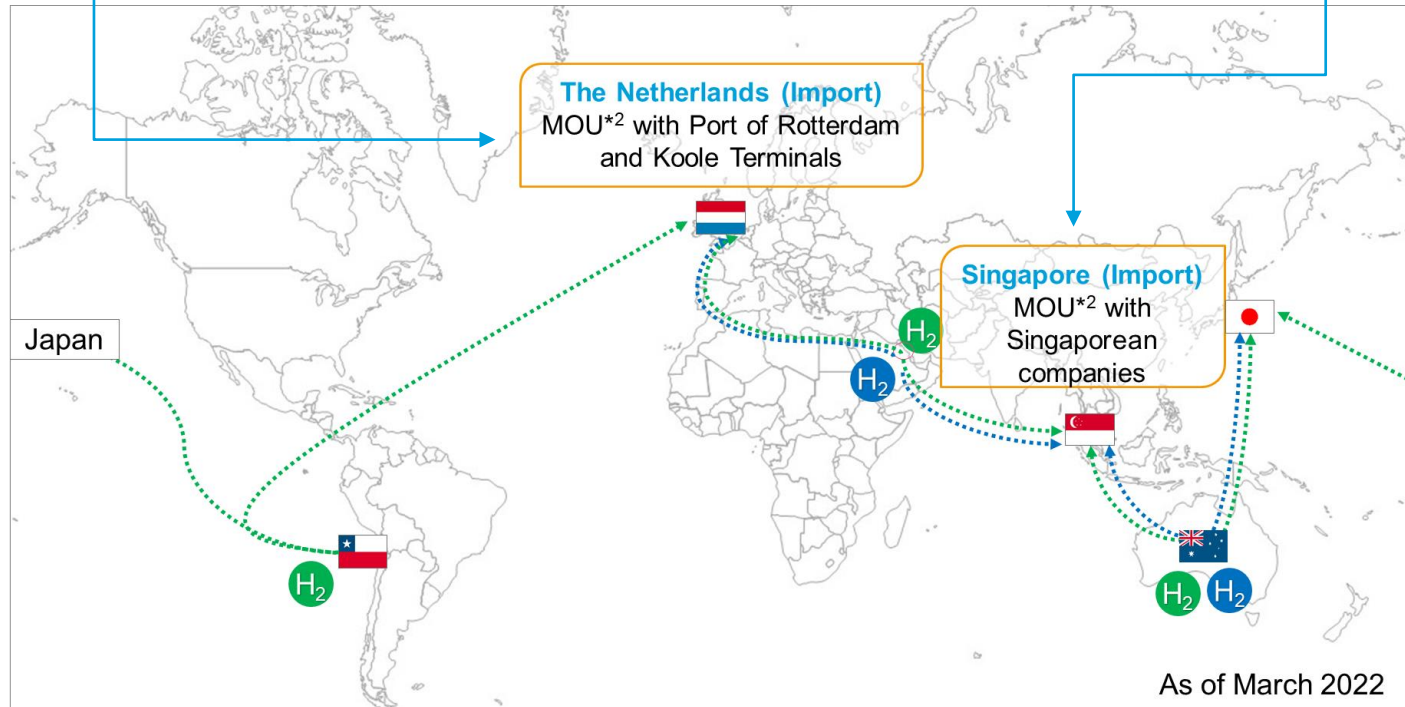 The Netherlands (Import)
MOU*2 with Port of Rotterdam
and Koole Terminals
Singapore (Import)
MOU*2 with
Singaporean
companies
Japan
H2
H2
H2
H2
H2
As of March 2022